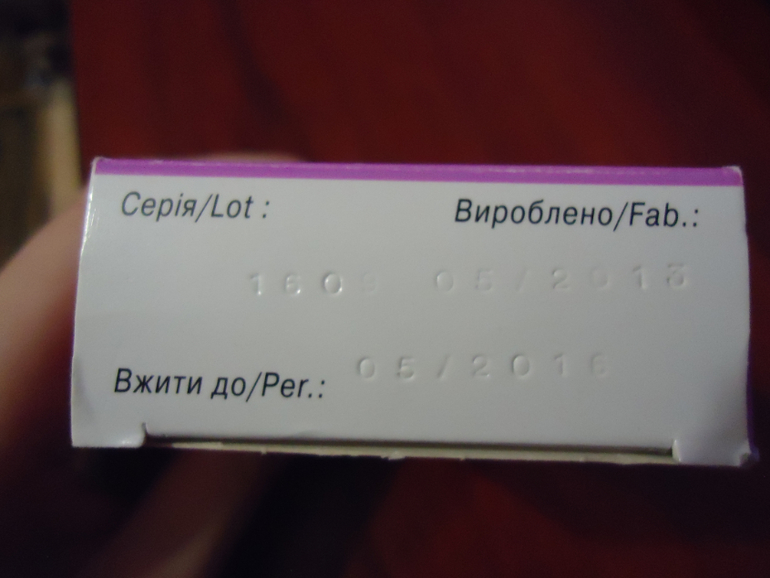 Серія/Lot : Вироблено/Fab.:
05/2013
Вжити до/Per.: 05/2016